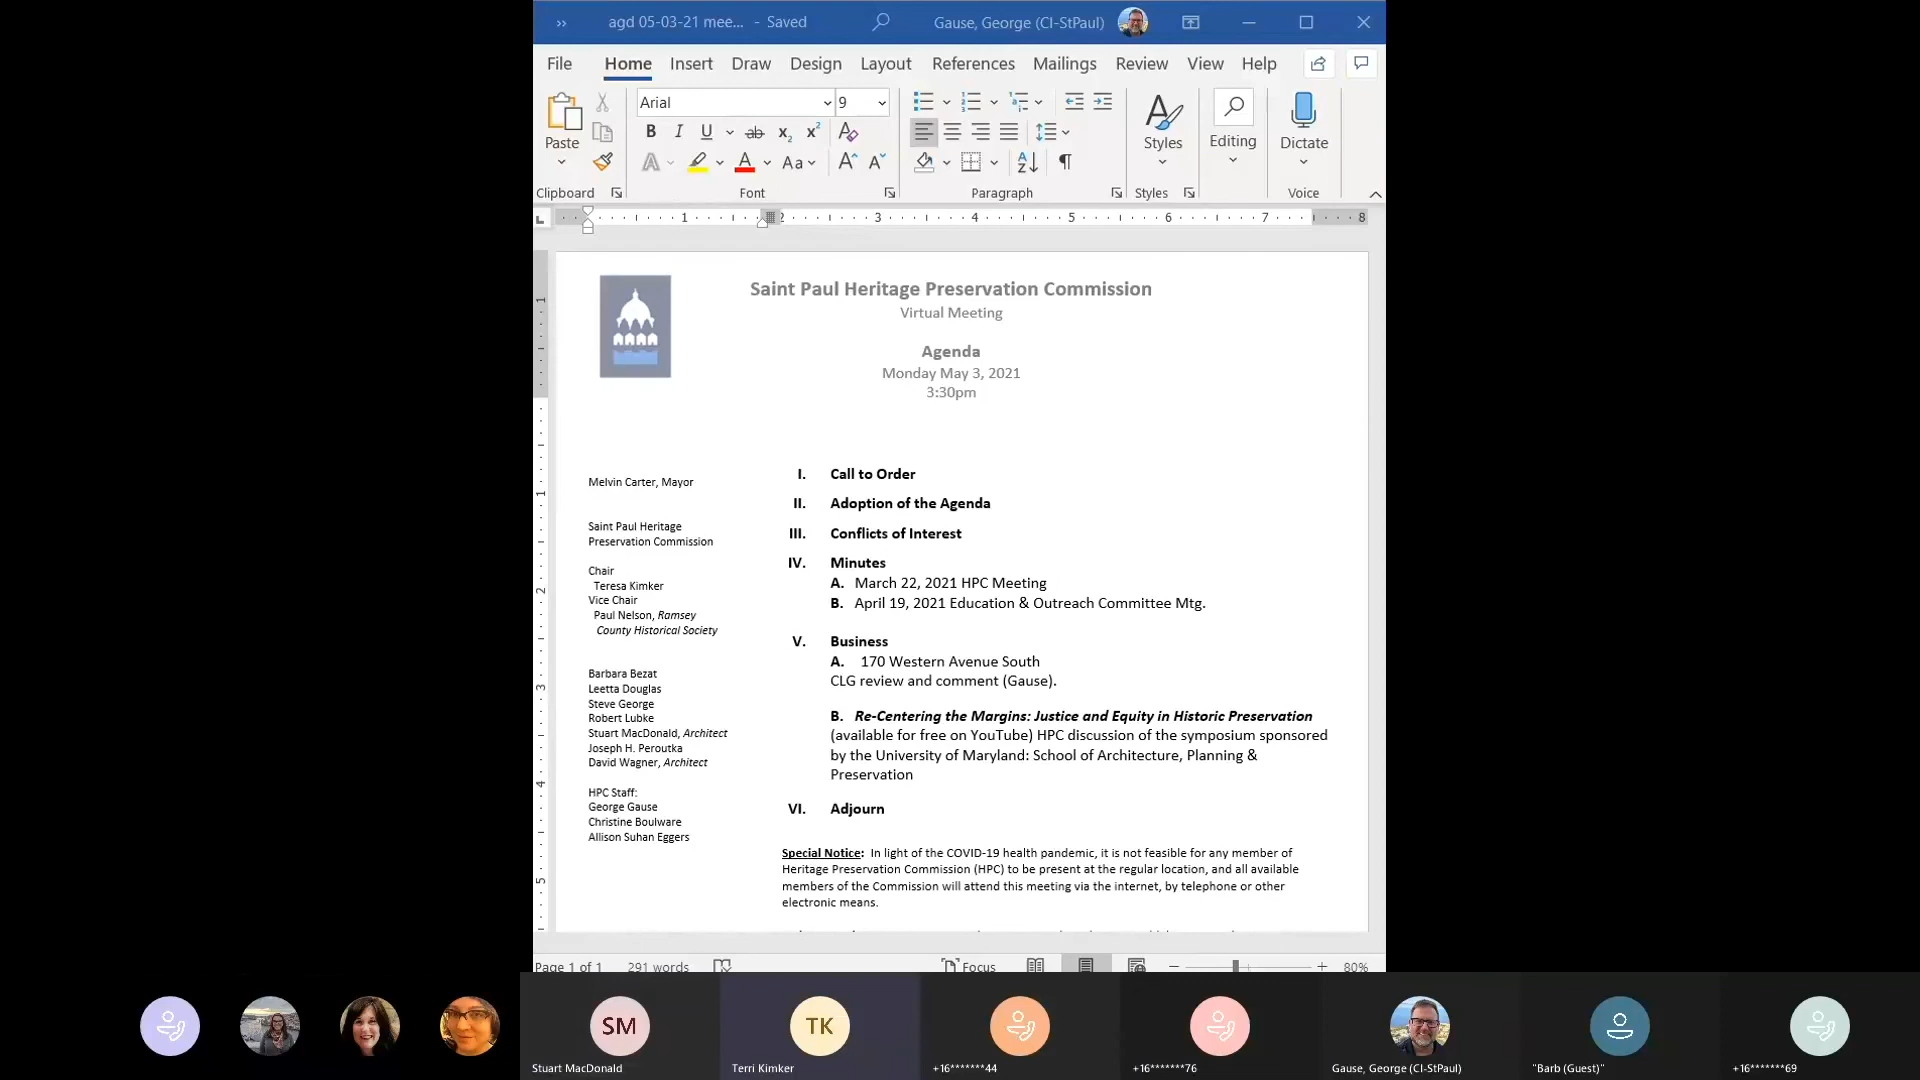 agd 05-03-21 mee... - Saved
Gause, George (CI-StPaul)
File Home Insert Draw Design Layout References Mailings Review View Help
Arial 9
Paste
Styles
Editing
Dictate
Clipboard Font Paragraph Styles Voice
1 2 3 4 5 6 7 8
Saint Paul Heritage Preservation Commission
Virtual Meeting
Agenda
Monday May 3, 2021
3:30pm
Melvin Carter, Mayor
Saint Paul Heritage
Preservation Commission
Chair
Teresa Kimker
Vice Chair
Paul Nelson, Ramsey
County Historical Society
Barbara Bezat
Leetta Douglas
Steve George
Robert Lubke
Stuart MacDonald, Architect
Joseph H. Peroutka
David Wagner, Architect
HPC Staff:
George Gause
Christine Boulware
Allison Suhan Eggers
I. Call to Order
II. Adoption of the Agenda
III. Conflicts of Interest
IV. Minutes
A. March 22, 2021 HPC Meeting
B. April 19, 2021 Education & Outreach Committee Mtg.
V. Business
A. 170 Western Avenue South
CLG review and comment (Gause).
B. Re-Centering the Margins: Justice and Equity in Historic Preservation
(available for free on YouTube) HPC discussion of the symposium sponsored
by the University of Maryland: School of Architecture, Planning &
Preservation
VI. Adjourn
Special Notice: In light of the COVID-19 health pandemic, it is not feasible for any member of
Heritage Preservation Commission (HPC) to be present at the regular location, and all available
members of the Commission will attend this meeting via the internet, by telephone or other
electronic means.
Page 1 of 1 291 words Focus 80%
SM
TK
Stuart MacDonald
Terri Kimker
+16*******44
+16*******76
Gause, George (CI-StPaul)
"Barb (Guest)"
+16*******69